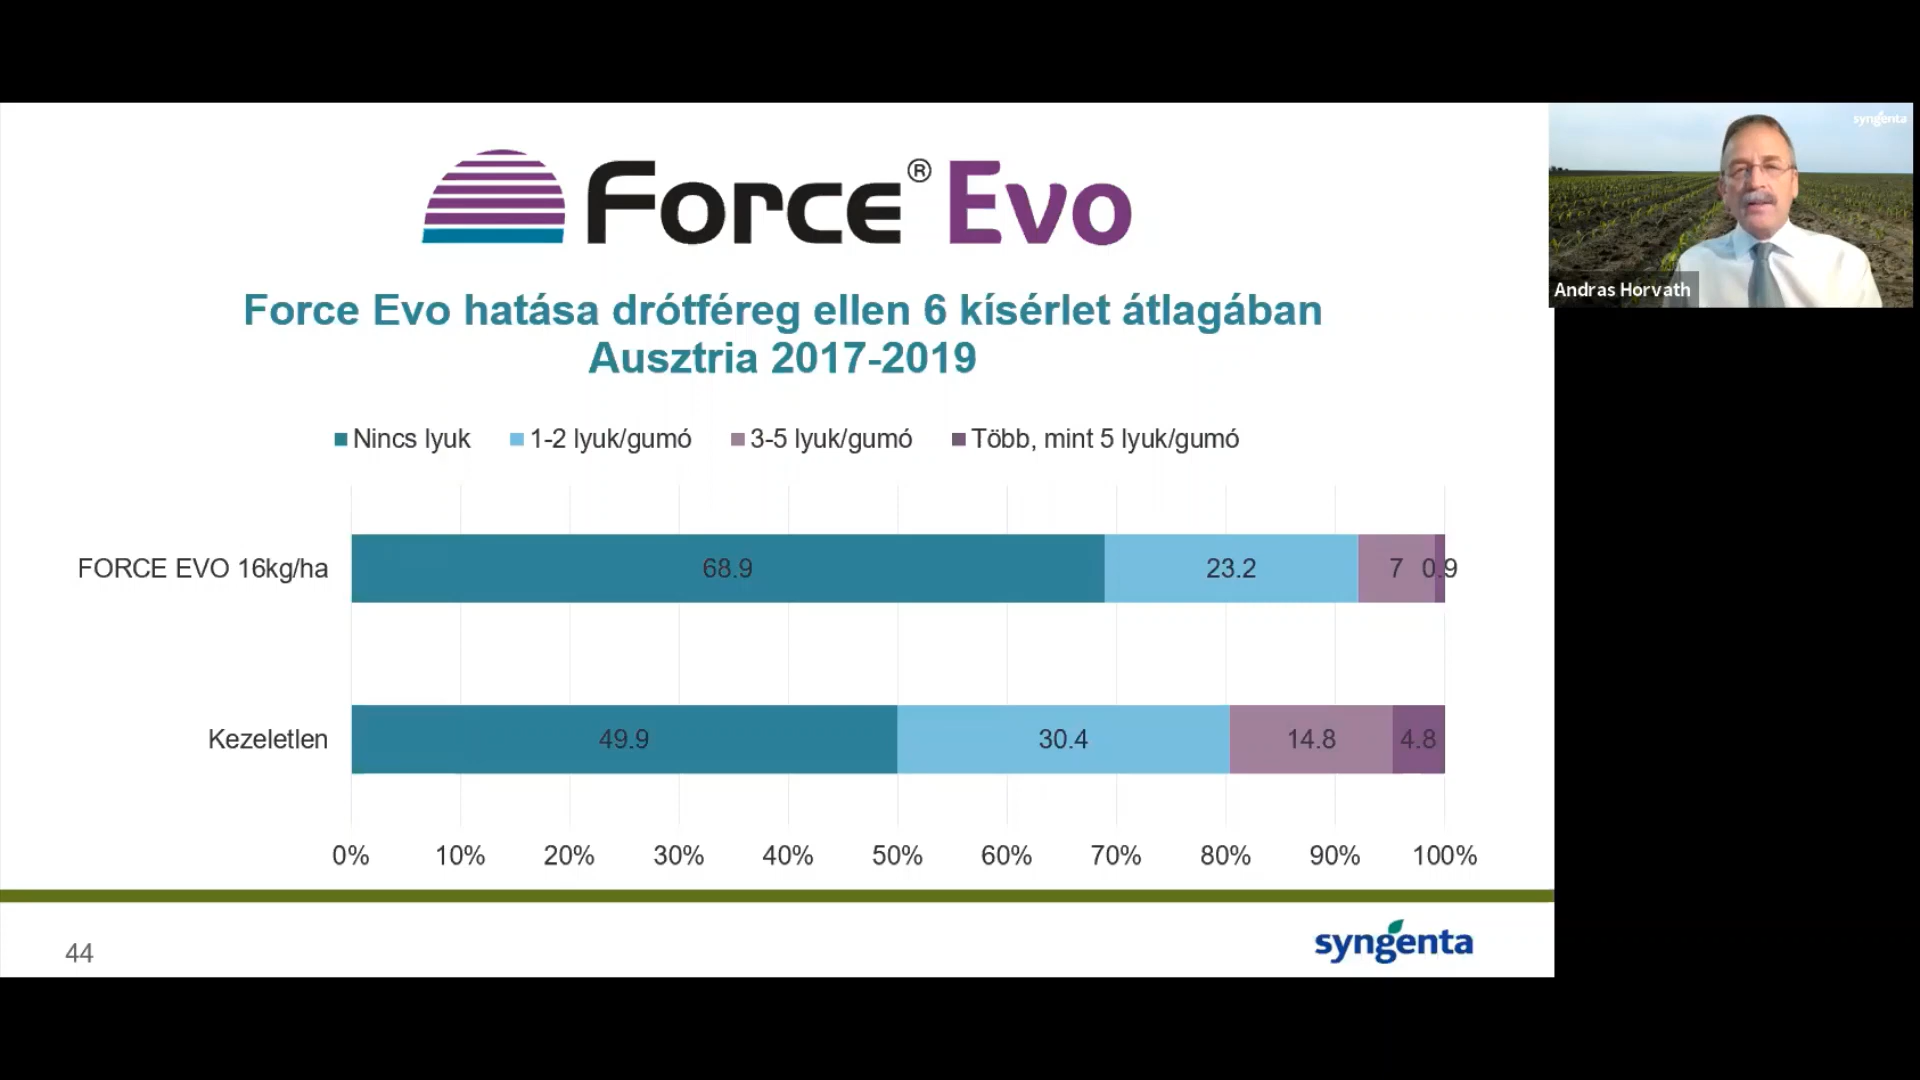 Force® Evo
Force Evo hatása drótféreg ellen 6 kísérlet átlagában
Ausztria 2017-2019
Nincs lyuk 1-2 lyuk/gumó 3-5 lyuk/gumó Több, mint 5 lyuk/gumó
FORCE EVO 16kg/ha 68.9 23.2 7 0.9
Kezeletlen 49.9 30.4 14.8 4.8
0% 10% 20% 30% 40% 50% 60% 70% 80% 90% 100%
44
syngenta
syngenta
Andras Horvath